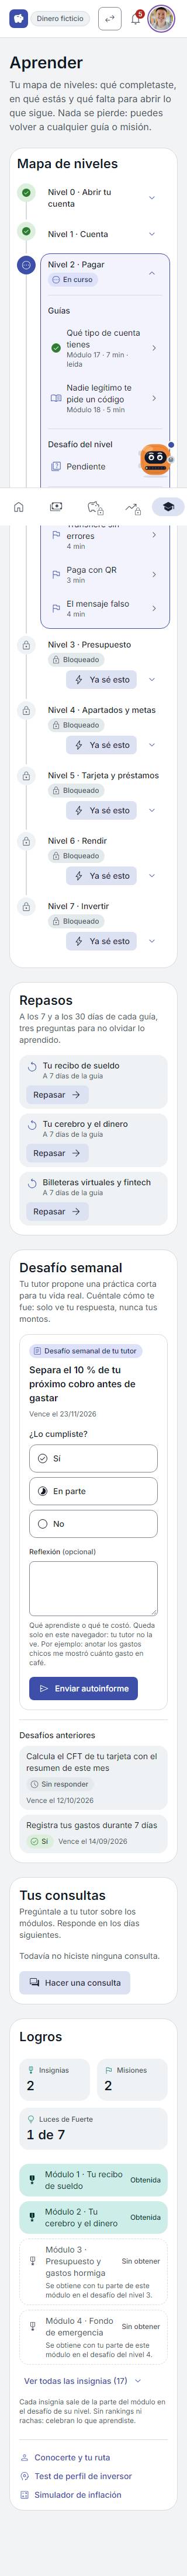 Dinero ficticio
5
Aprender
Tu mapa de niveles: qué completaste,
en qué estás y qué falta para abrir lo
que sigue. Nada se pierde: puedes
volver a cualquier guía o misión.
Mapa de niveles
Nivel 0 · Abrir tu
cuenta
Nivel 1 · Cuenta
Nivel 2 · Pagar
En curso
Guías
Qué tipo de cuenta
tienes
Módulo 17 · 7 min ·
leída
Nadie legítimo te
pide un código
Módulo 18 · 5 min
Desafío del nivel
Pendiente
errores
4 min
Paga con QR
3 min
El mensaje falso
4 min
Nivel 3 · Presupuesto
Bloqueado
Ya sé esto
Nivel 4 · Apartados y metas
Bloqueado
Ya sé esto
Nivel 5 · Tarjeta y préstamos
Bloqueado
Ya sé esto
Nivel 6 · Rendir
Bloqueado
Ya sé esto
Nivel 7 · Invertir
Bloqueado
Ya sé esto
Repasos
A los 7 y a los 30 días de cada guía,
tres preguntas para no olvidar lo
aprendido.
Tu recibo de sueldo
A 7 días de la guía
Repasar
Tu cerebro y el dinero
A 7 días de la guía
Repasar
Billeteras virtuales y fintech
A 7 días de la guía
Repasar
Desafío semanal
Tu tutor propone una práctica corta
para tu vida real. Cuéntale cómo te
fue: solo ve tu respuesta, nunca tus
montos.
Desafío semanal de tu tutor
Separa el 10 % de tu
próximo cobro antes de
gastar
Vence el 23/11/2026
¿Lo cumpliste?
Sí
En parte
No
Reflexión (opcional)
Qué aprendiste o qué te costó. Queda
solo en este navegador: tu tutor no la
ve. Por ejemplo: anotar los gastos
chicos me mostró cuánto gasto en
café.
Enviar autoinforme
Desafíos anteriores
Calcula el CFT de tu tarjeta con el
resumen de este mes
Sin responder
Vence el 12/10/2026
Registra tus gastos durante 7 días
Sí
Vence el 14/09/2026
Tus consultas
Pregúntale a tu tutor sobre los
módulos. Responde en los días
siguientes.
Todavía no hiciste ninguna consulta.
Hacer una consulta
Logros
Insignias
2
Misiones
2
Luces de Fuerte
1 de 7
Módulo 1 · Tu recibo
de sueldo
Obtenida
Módulo 2 · Tu
cerebro y el dinero
Obtenida
Módulo 3 ·
Presupuesto y
gastos hormiga
Sin obtener
Se obtiene con tu parte de este
módulo en el desafío del nivel 3.
Módulo 4 · Fondo
de emergencia
Sin obtener
Se obtiene con tu parte de este
módulo en el desafío del nivel 4.
Ver todas las insignias (17)
Cada insignia sale de la parte del módulo en
el desafío de su nivel. Sin rankings ni
rachas: celebran lo que aprendiste.
Conocerte y tu ruta
Test de perfil de inversor
Simulador de inflación